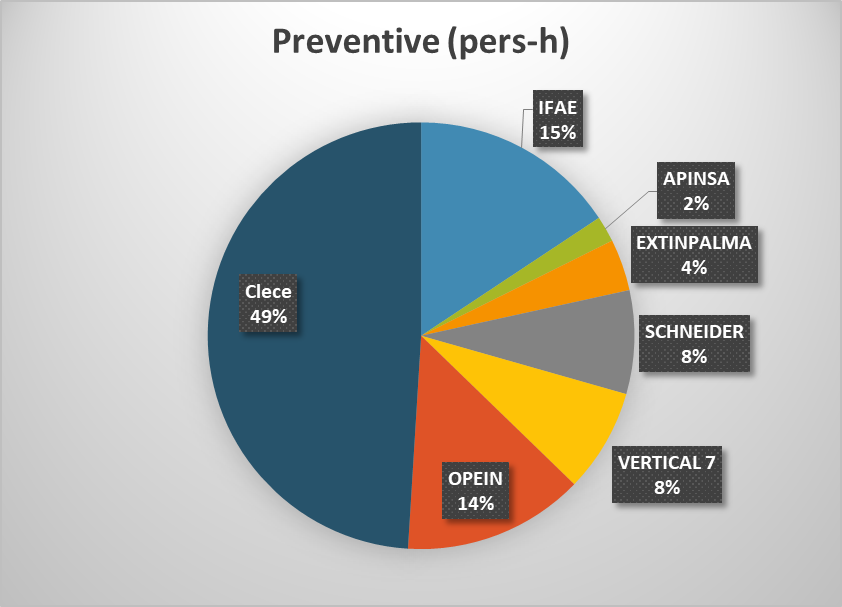 Preventive (pers-h)
IFAE
15%
APINSA
2%
EXTINPALMA
4%
SCHNEIDER
8%
VERTICAL 7
8%
OPEIN
14%
Clece
49%